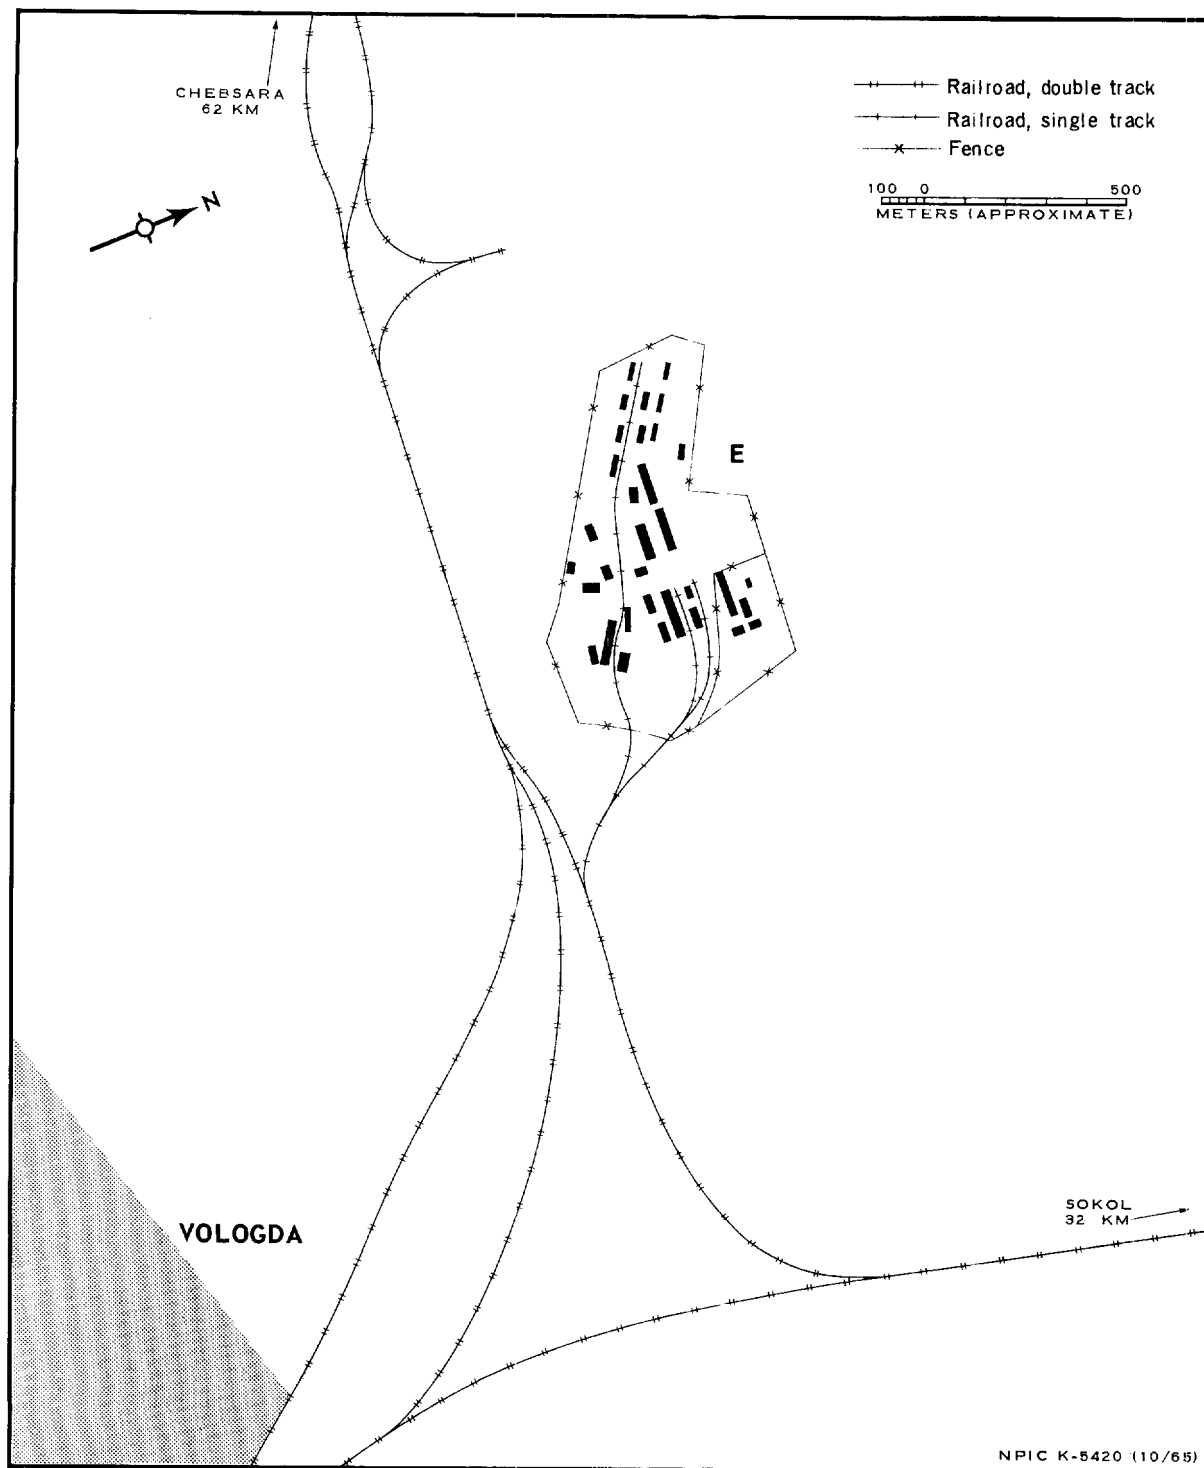 CHEBSARA
62 KM
Railroad, double track
Railroad, single track
Fence
100 0 500
METERS (APPROXIMATE)
N
E
VOLOGDA
SOKOL
32 KM
NPIC K-5420 (10/65)